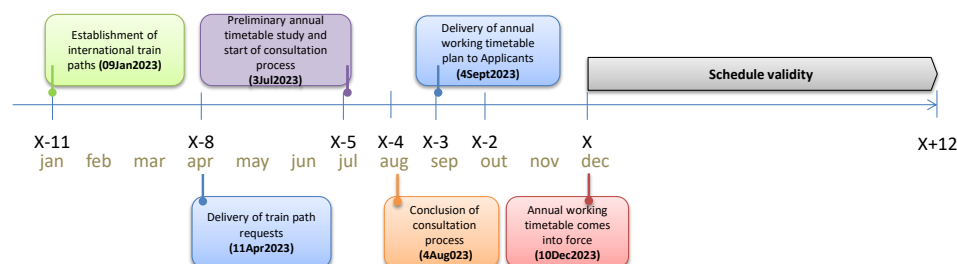 Establishment of
international train
paths (09Jan2023)
Preliminary annual
timetable study and
start of consultation
process
(3Jul2023)
Delivery of annual
working timetable
plan to Applicants
(4Sept2023)
Schedule validity
X-11
X-8
X-5
X-4
X-3
X-2
X
X+12
jan
feb
mar
apr
may
jun
jul
aug
sep
out
nov
dec
Delivery of train path
requests
(11Apr2023)
Conclusion of
consultation
process
(4Aug023)
Annual working
timetable comes
into force
(10Dec2023)